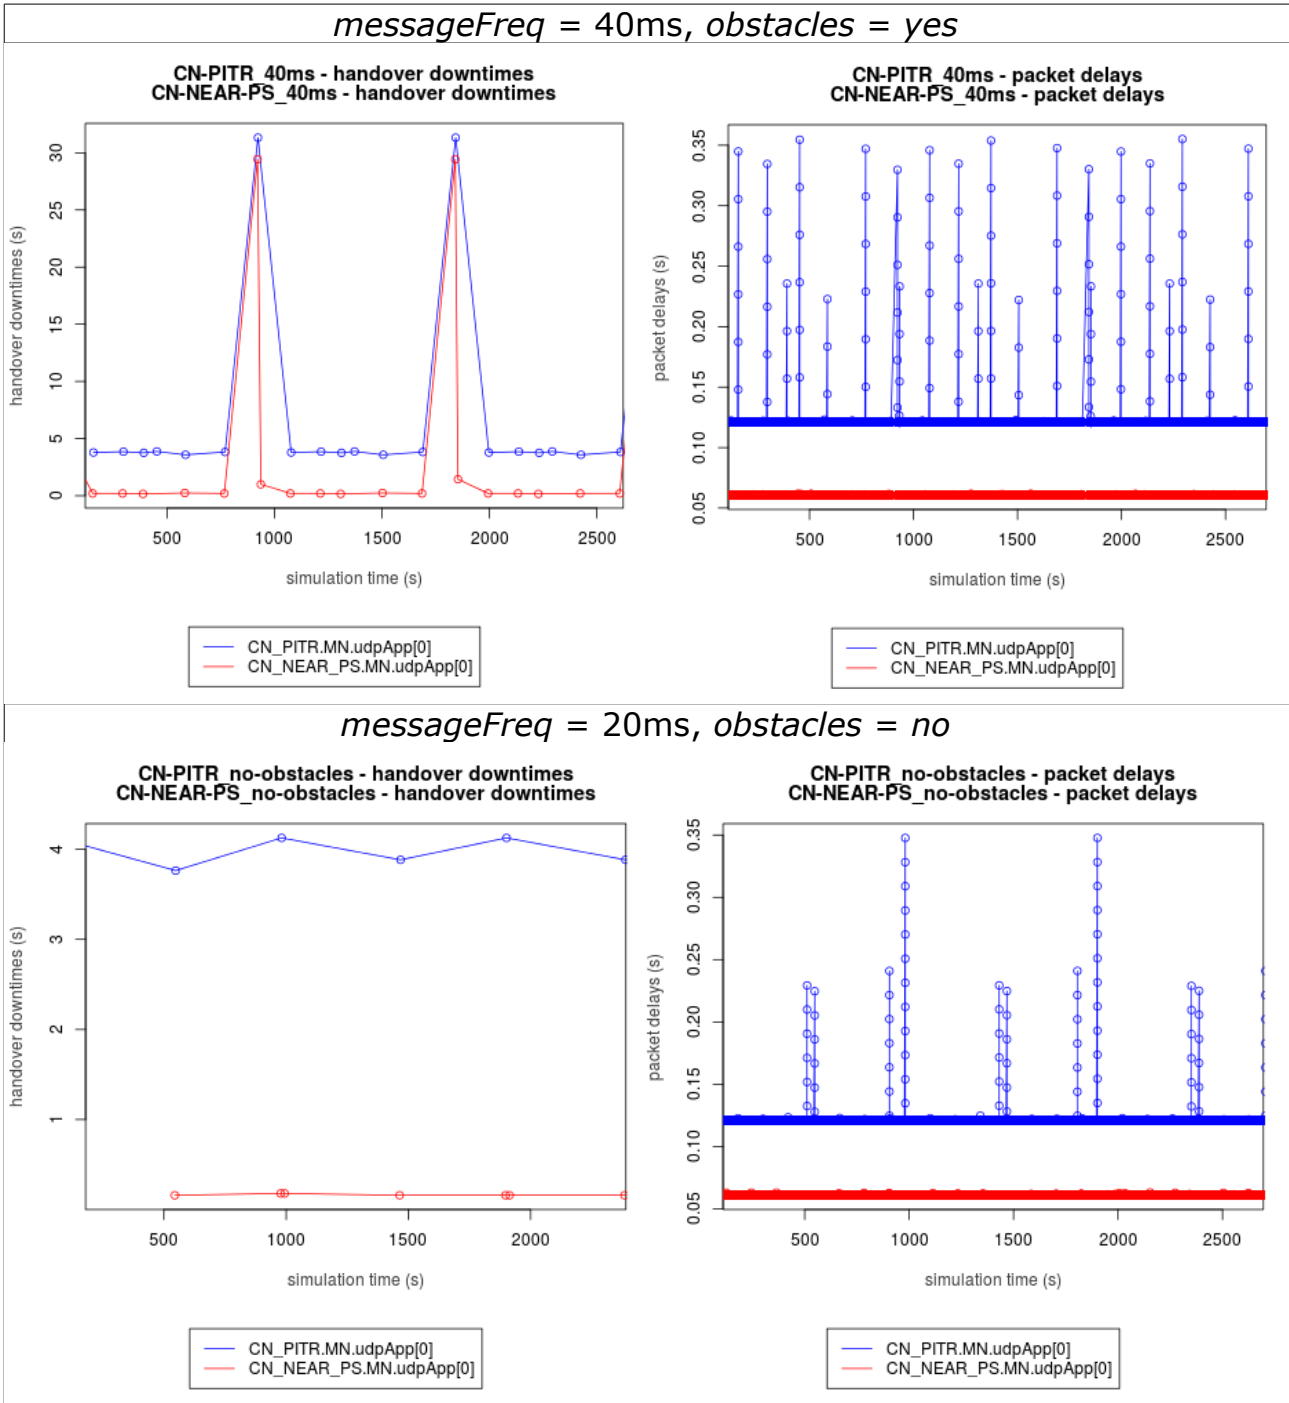 messageFreq = 40ms, obstacles = yes
CN-PITR_40ms - handover downtimes
CN-NEAR-PS_40ms - handover downtimes
handover downtimes (s)
30
25
20
15
10
5
0
500 1000 1500 2000 2500
simulation time (s)
CN_PITR.MN.udpApp[0]
CN_NEAR_PS.MN.udpApp[0]
CN-PITR_40ms - packet delays
CN-NEAR-PS_40ms - packet delays
packet delays (s)
0.35
0.30
0.25
0.20
0.15
0.10
0.05
500 1000 1500 2000 2500
simulation time (s)
CN_PITR.MN.udpApp[0]
CN_NEAR_PS.MN.udpApp[0]
messageFreq = 20ms, obstacles = no
CN-PITR_no-obstacles - handover downtimes
CN-NEAR-PS_no-obstacles - handover downtimes
handover downtimes (s)
4
3
2
1
500 1000 1500 2000
simulation time (s)
CN_PITR.MN.udpApp[0]
CN_NEAR_PS.MN.udpApp[0]
CN-PITR_no-obstacles - packet delays
CN-NEAR-PS_no-obstacles - packet delays
packet delays (s)
0.35
0.30
0.25
0.20
0.15
0.10
0.05
500 1000 1500 2000 2500
simulation time (s)
CN_PITR.MN.udpApp[0]
CN_NEAR_PS.MN.udpApp[0]